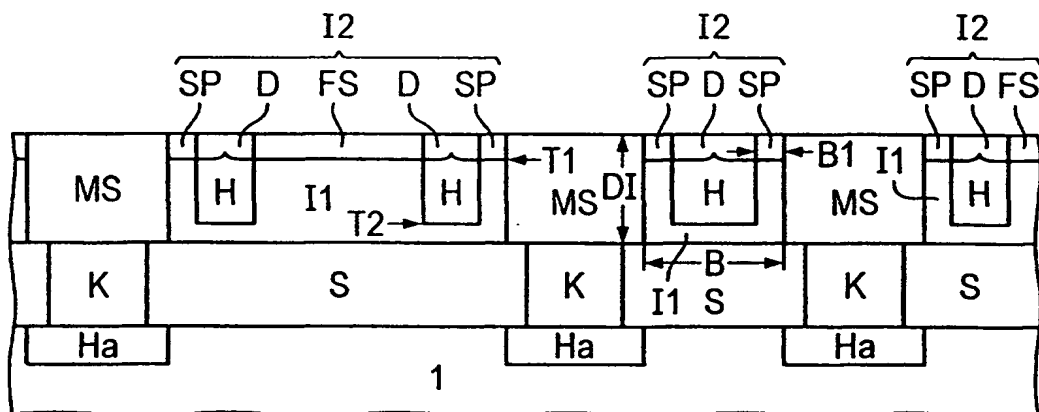 I2 I2 I2
SP D FS D SP SP D SP SP D FS
T1 B1 I1
MS H I1 H MS DI H MS H
T2
B
K S K I1 S K S
Ha Ha Ha
1